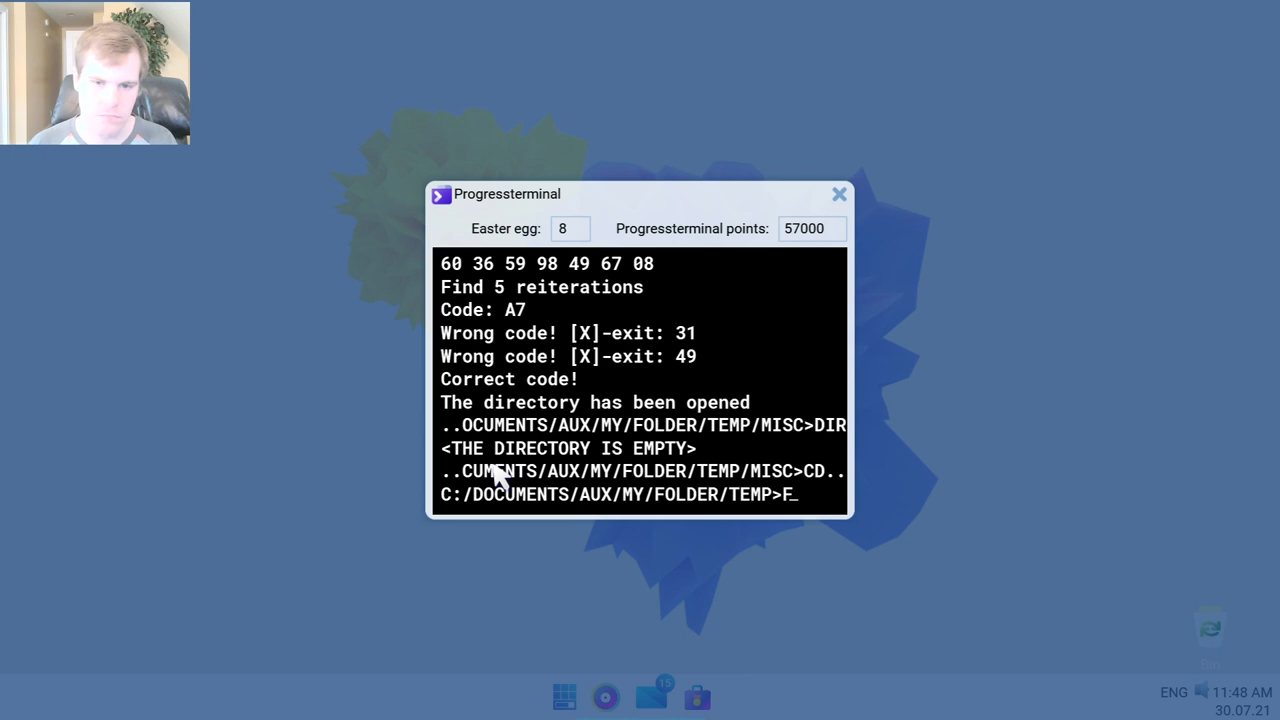 Progressterminal
Easter egg: 8 Progressterminal points: 57000
60 36 59 98 49 67 08
Find 5 reiterations
Code: A7
Wrong code! [X]-exit: 31
Wrong code! [X]-exit: 49
Correct code!
The directory has been opened
..OCUMENTS/AUX/MY/FOLDER/TEMP/MISC>DIR
<THE DIRECTORY IS EMPTY>
..CUMENTS/AUX/MY/FOLDER/TEMP/MISC>CD..
C:/DOCUMENTS/AUX/MY/FOLDER/TEMP>F_
Bin
15
ENG 11:48 AM
30.07.21